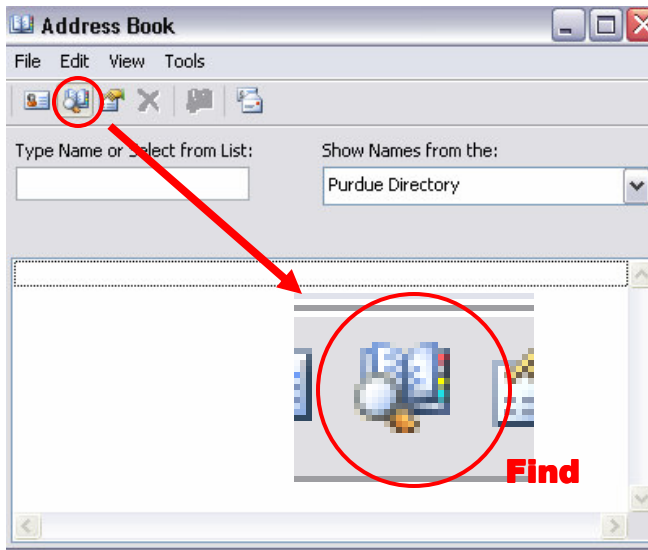 Address Book
File Edit View Tools
Type Name or Select from List:
Show Names from the:
Purdue Directory
Find